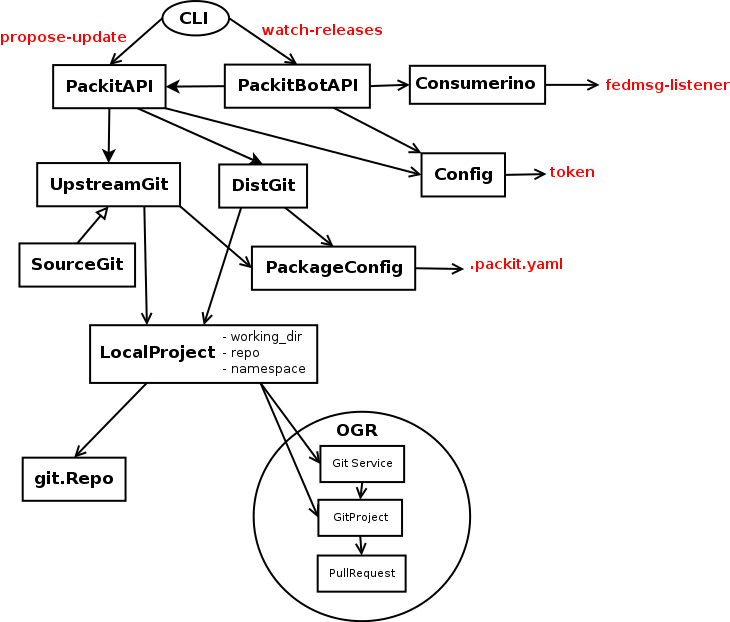 CLI
propose-update
watch-releases
PackitAPI
PackitBotAPI
Consumerino
fedmsg-listener
UpstreamGit
DistGit
Config
token
SourceGit
PackageConfig
.packit.yaml
LocalProject
- working_dir
- repo
- namespace
OGR
git.Repo
Git Service
GitProject
PullRequest